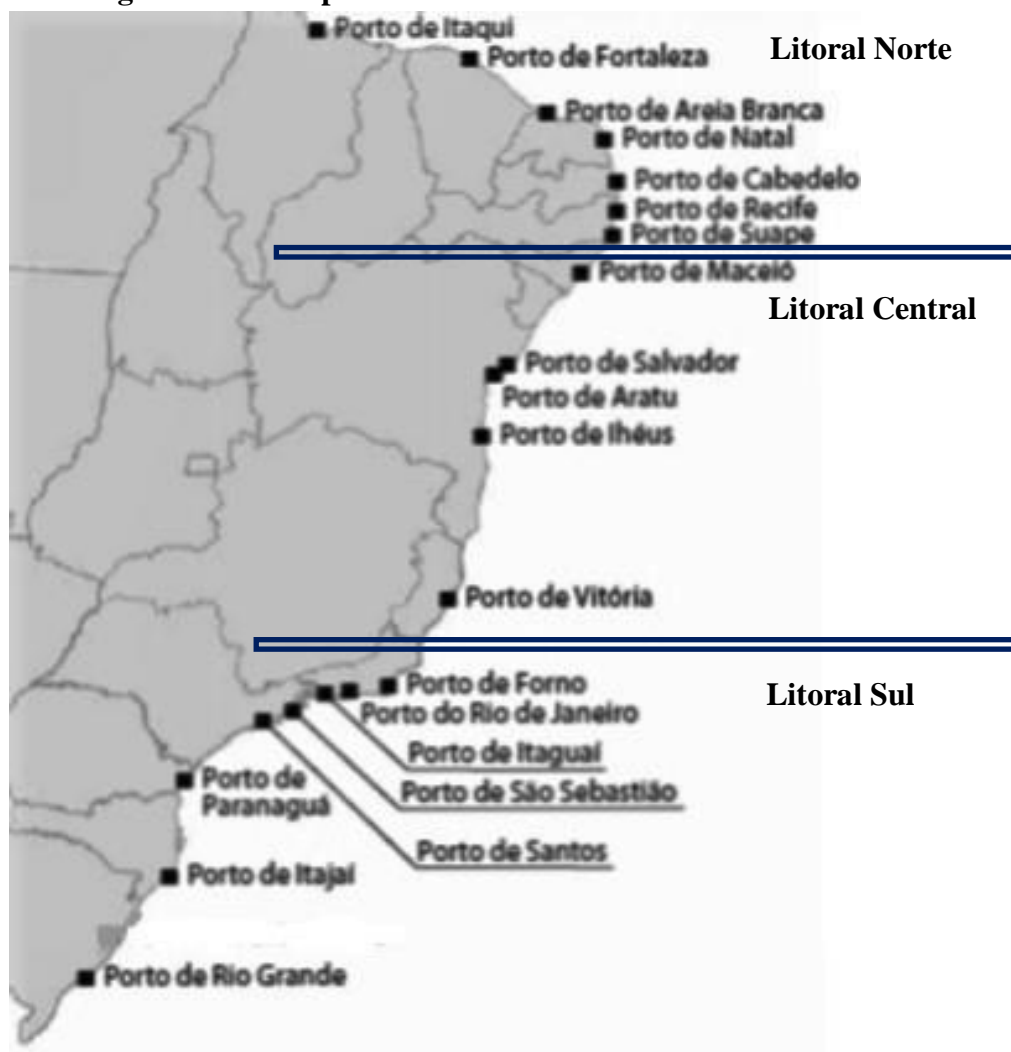 Porto de Itaqui
Litoral Norte
Porto de Fortaleza
Porto de Areia Branca
Porto de Natal
Porto de Cabedelo
Porto de Recife
Porto de Suape
Porto de Maceió
Litoral Central
Porto de Salvador
Porto de Aratu
Porto de Ihéus
Porto de Vitória
Porto de Forno
Litoral Sul
Porto do Rio de Janeiro
Porto de Itaguaí
Porto de
Paranaguá
Porto de São Sebastião
Porto de Santos
Porto de Itajaí
Porto de Rio Grande